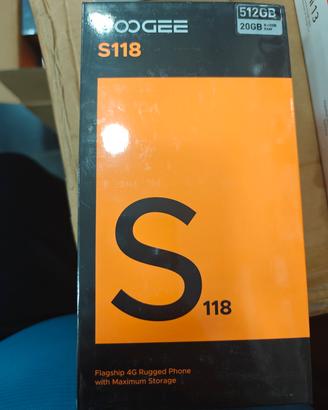 DOOGEE
512GB
20GB
S118
S
118
Flagship 4G Rugged Phone
with Maximum Storage